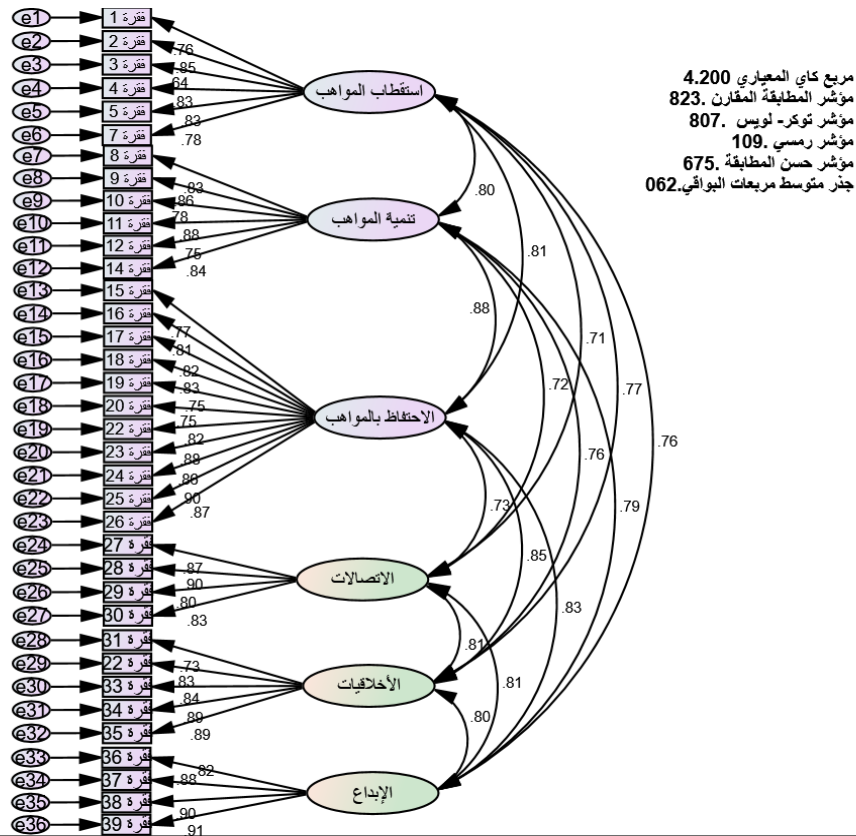 مربع كاي المعياري 4.200
مؤشر المطابقة المقارن .823
مؤشر توكر- لويس .807
مؤشر رمسي .109
مؤشر حسن المطابقة .675
جذر متوسط مربعات البواقي.062
e1 فقرة 1
e2 فقرة 2
e3 فقرة 3
e4 فقرة 4
e5 فقرة 5
e6 فقرة 7
.76
.85
.64
.83
.83
.78
استقطاب المواهب
e7 فقرة 8
e8 فقرة 9
e9 فقرة 10
e10 فقرة 11
e11 فقرة 12
e12 فقرة 14
.83
.86
.78
.88
.75
.84
تنمية المواهب
e13 فقرة 15
e14 فقرة 16
e15 فقرة 17
e16 فقرة 18
e17 فقرة 19
e18 فقرة 20
e19 فقرة 22
e20 فقرة 23
e21 فقرة 24
e22 فقرة 25
e23 فقرة 26
.77
.81
.82
.83
.75
.75
.82
.88
.86
.90
.87
الاحتفاظ بالمواهب
e24 فقرة 27
e25 فقرة 28
e26 فقرة 29
e27 فقرة 30
.87
.90
.80
.83
الاتصالات
e28 فقرة 31
e29 فقرة 22
e30 فقرة 33
e31 فقرة 34
e32 فقرة 35
.73
.83
.84
.89
.89
الأخلاقيات
e33 فقرة 36
e34 فقرة 37
e35 فقرة 38
e36 فقرة 39
.82
.88
.90
.91
الإبداع
.80
.81
.88
.71
.72
.77
.76
.76
.79
.73
.85
.83
.81
.81
.80